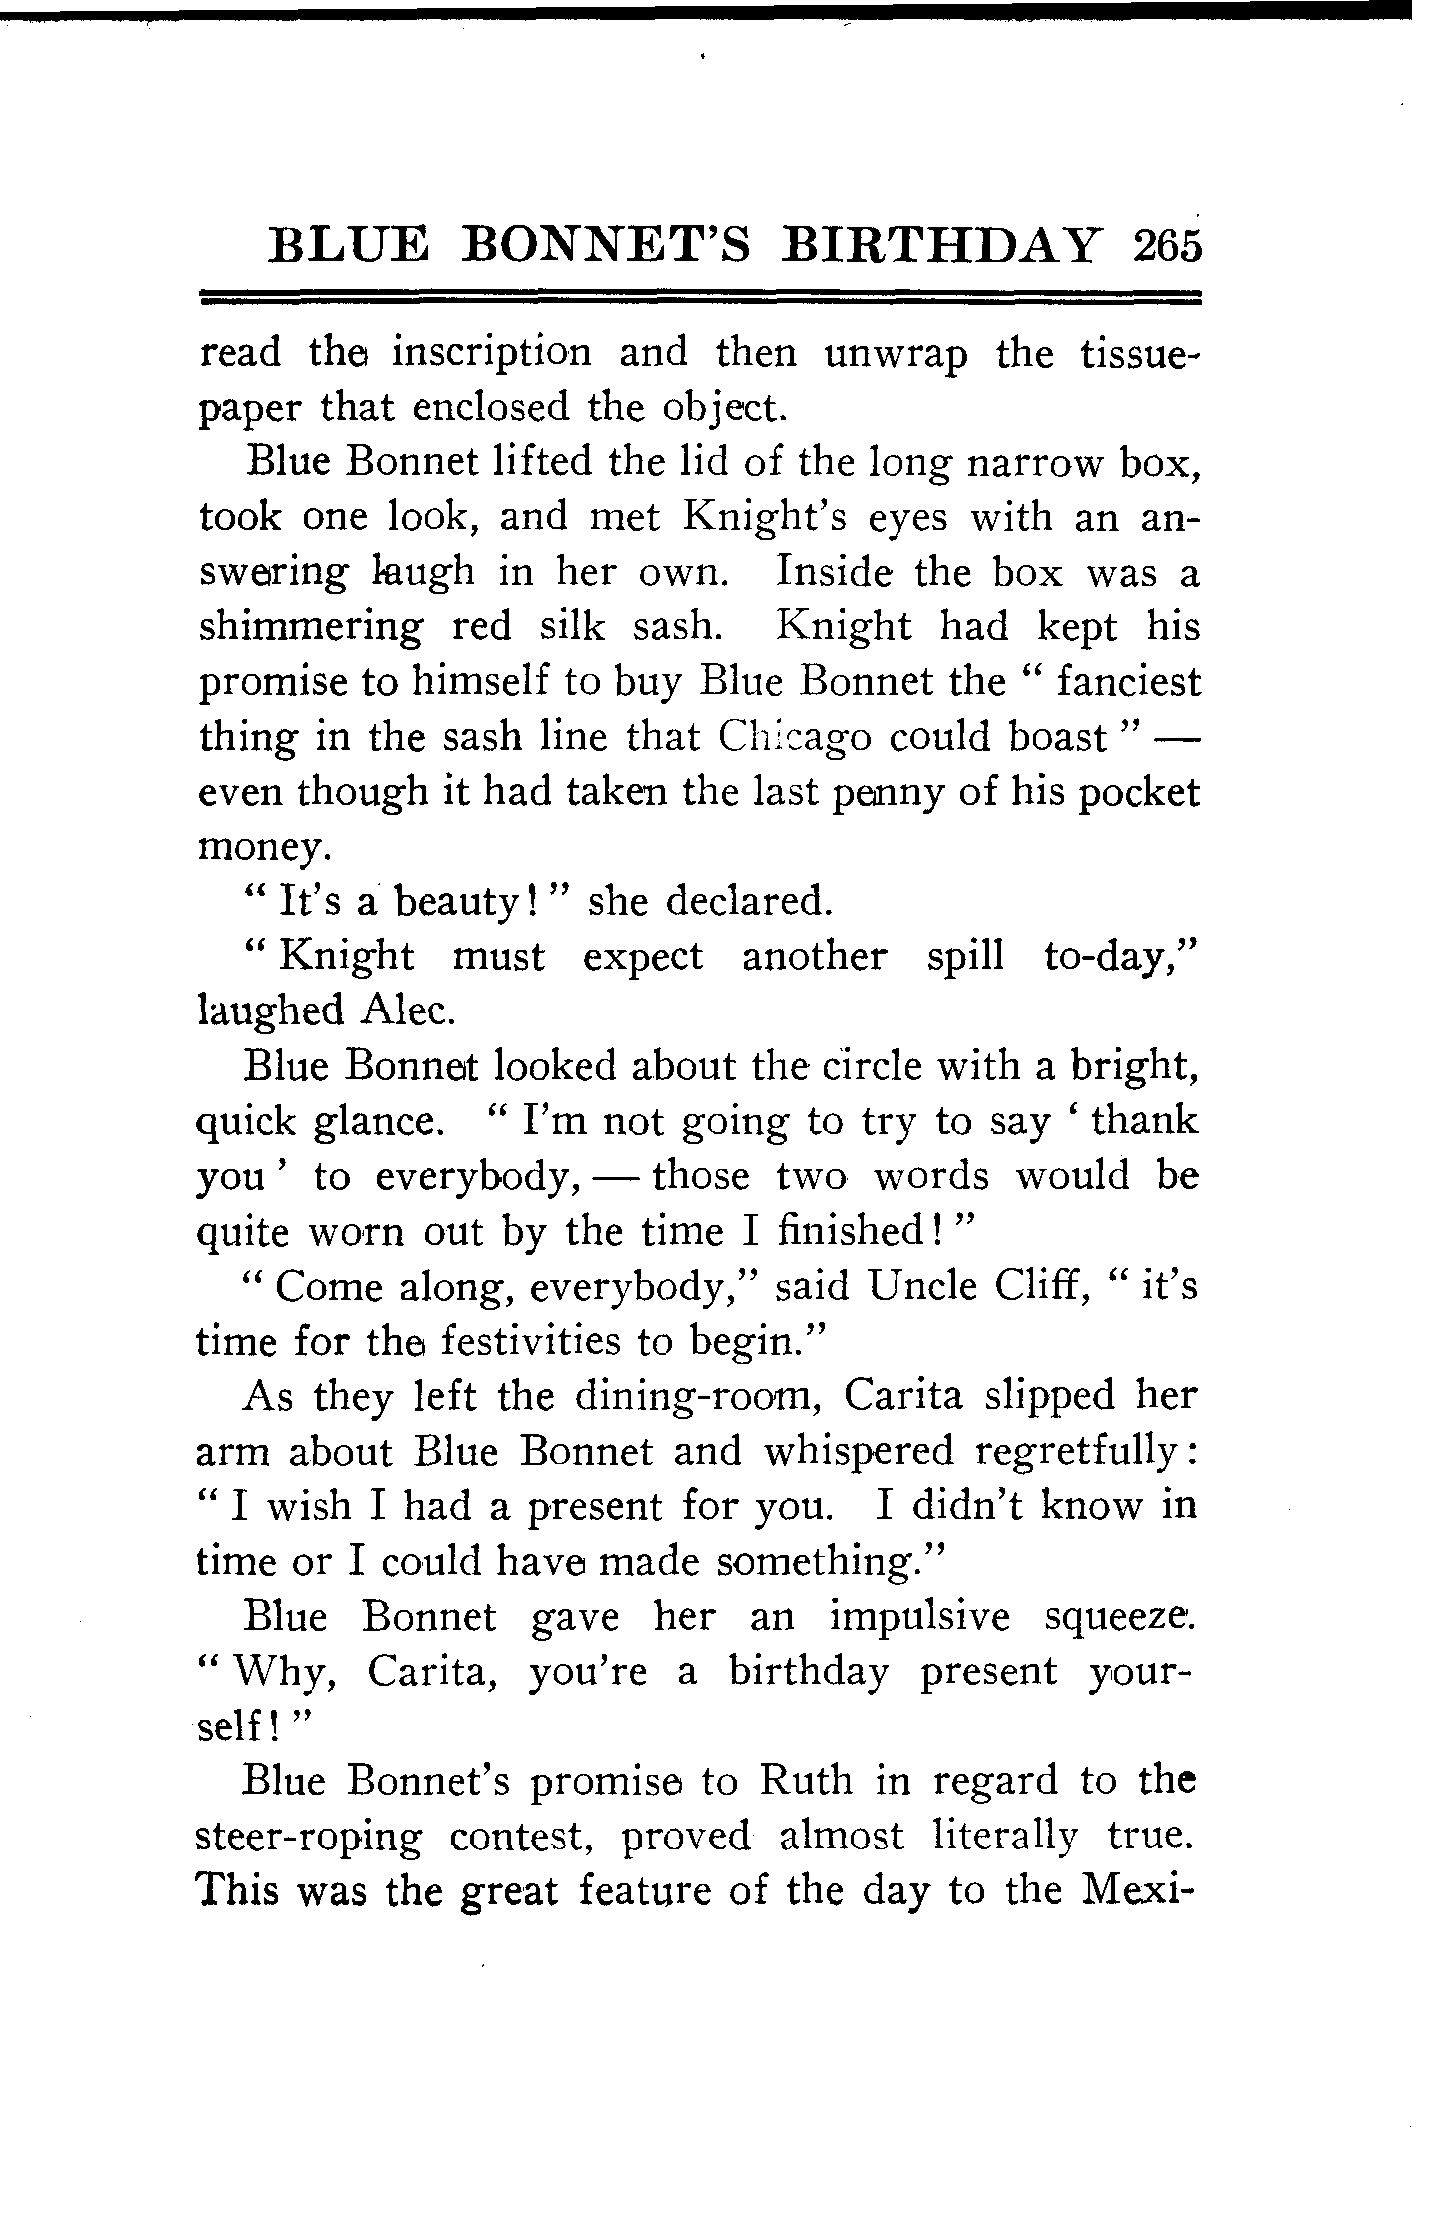 BLUE BONNET'S BIRTHDAY 265
read the inscription and then unwrap the tissue-
paper that enclosed the object.
Blue Bonnet lifted the lid of the long narrow box,
took one look, and met Knight's eyes with an an-
swering laugh in her own. Inside the box was a
shimmering red silk sash. Knight had kept his
promise to himself to buy Blue Bonnet the " fanciest
thing in the sash line that Chicago could boast " —
even though it had taken the last penny of his pocket
money.
" It's a beauty! " she declared.
" Knight must expect another spill to-day,"
laughed Alec.
Blue Bonnet looked about the circle with a bright,
quick glance. " I'm not going to try to say ' thank
you ' to everybody, — those two words would be
quite worn out by the time I finished! "
" Come along, everybody," said Uncle Cliff, " it's
time for the festivities to begin."
As they left the dining-room, Carita slipped her
arm about Blue Bonnet and whispered regretfully:
" I wish I had a present for you. I didn't know in
time or I could have made something."
Blue Bonnet gave her an impulsive squeeze.
" Why, Carita, you're a birthday present your-
self! "
Blue Bonnet's promise to Ruth in regard to the
steer-roping contest, proved almost literally true.
This was the great feature of the day to the Mexi-